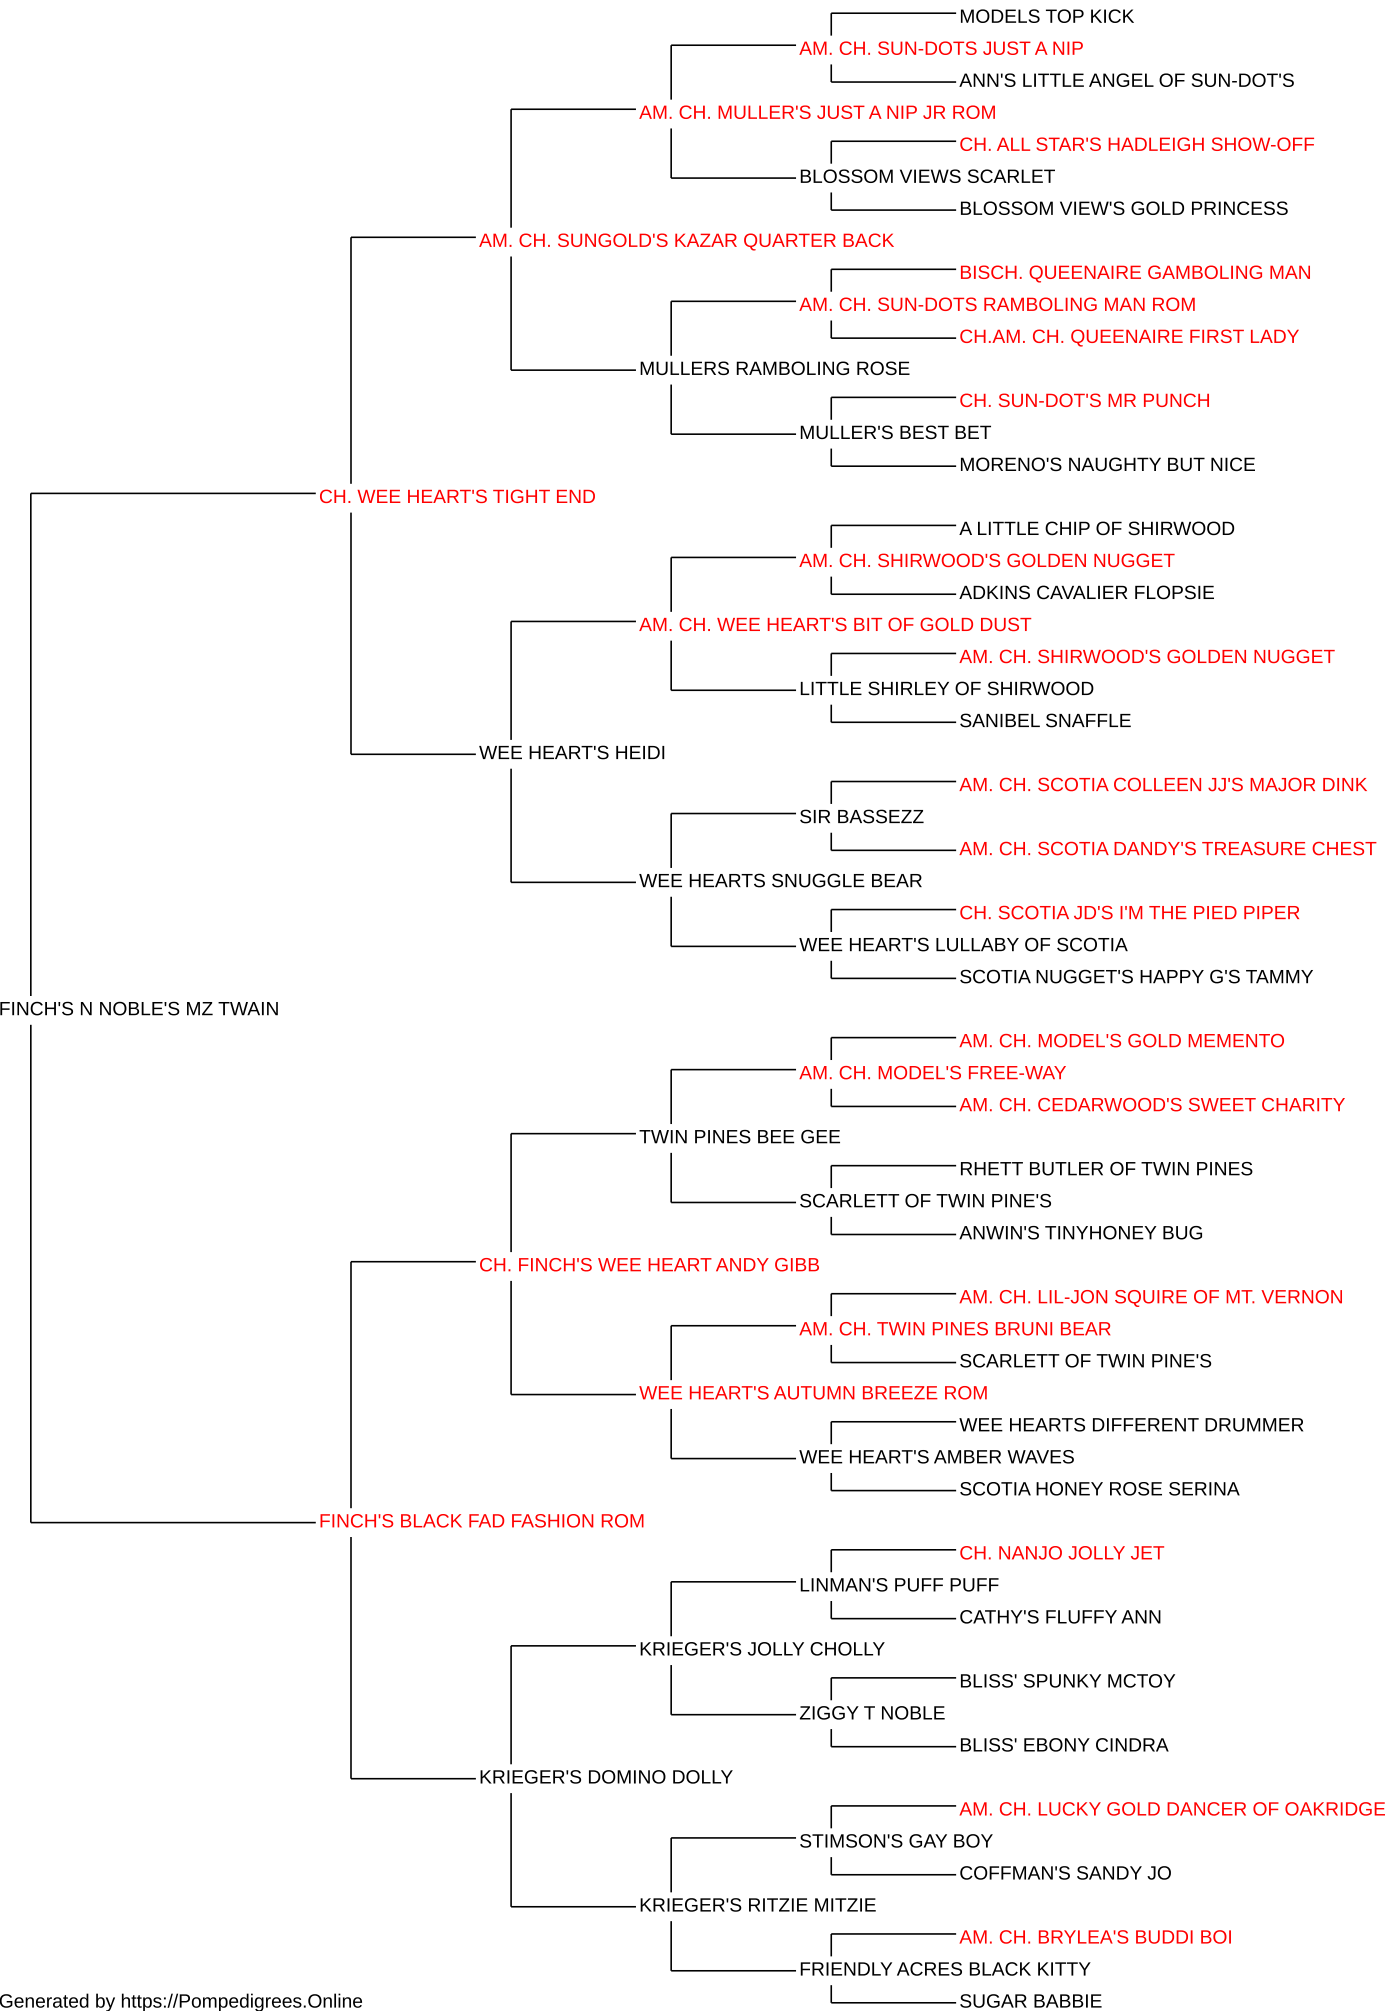 MODELS TOP KICK
AM. CH. SUN-DOTS JUST A NIP
ANN'S LITTLE ANGEL OF SUN-DOT'S
AM. CH. MULLER'S JUST A NIP JR ROM
CH. ALL STAR'S HADLEIGH SHOW-OFF
BLOSSOM VIEWS SCARLET
BLOSSOM VIEW'S GOLD PRINCESS
AM. CH. SUNGOLD'S KAZAR QUARTER BACK
BISCH. QUEENAIRE GAMBOLING MAN
AM. CH. SUN-DOTS RAMBOLING MAN ROM
CH.AM. CH. QUEENAIRE FIRST LADY
MULLERS RAMBOLING ROSE
CH. SUN-DOT'S MR PUNCH
MULLER'S BEST BET
MORENO'S NAUGHTY BUT NICE
CH. WEE HEART'S TIGHT END
A LITTLE CHIP OF SHIRWOOD
AM. CH. SHIRWOOD'S GOLDEN NUGGET
ADKINS CAVALIER FLOPSIE
AM. CH. WEE HEART'S BIT OF GOLD DUST
AM. CH. SHIRWOOD'S GOLDEN NUGGET
LITTLE SHIRLEY OF SHIRWOOD
SANIBEL SNAFFLE
WEE HEART'S HEIDI
AM. CH. SCOTIA COLLEEN JJ'S MAJOR DINK
SIR BASSEZZ
AM. CH. SCOTIA DANDY'S TREASURE CHEST
WEE HEARTS SNUGGLE BEAR
CH. SCOTIA JD'S I'M THE PIED PIPER
WEE HEART'S LULLABY OF SCOTIA
SCOTIA NUGGET'S HAPPY G'S TAMMY
FINCH'S N NOBLE'S MZ TWAIN
AM. CH. MODEL'S GOLD MEMENTO
AM. CH. MODEL'S FREE-WAY
AM. CH. CEDARWOOD'S SWEET CHARITY
TWIN PINES BEE GEE
RHETT BUTLER OF TWIN PINES
SCARLETT OF TWIN PINE'S
ANWIN'S TINYHONEY BUG
CH. FINCH'S WEE HEART ANDY GIBB
AM. CH. LIL-JON SQUIRE OF MT. VERNON
AM. CH. TWIN PINES BRUNI BEAR
SCARLETT OF TWIN PINE'S
WEE HEART'S AUTUMN BREEZE ROM
WEE HEARTS DIFFERENT DRUMMER
WEE HEART'S AMBER WAVES
SCOTIA HONEY ROSE SERINA
FINCH'S BLACK FAD FASHION ROM
CH. NANJO JOLLY JET
LINMAN'S PUFF PUFF
CATHY'S FLUFFY ANN
KRIEGER'S JOLLY CHOLLY
BLISS' SPUNKY MCTOY
ZIGGY T NOBLE
BLISS' EBONY CINDRA
KRIEGER'S DOMINO DOLLY
AM. CH. LUCKY GOLD DANCER OF OAKRIDGE
STIMSON'S GAY BOY
COFFMAN'S SANDY JO
KRIEGER'S RITZIE MITZIE
AM. CH. BRYLEA'S BUDDI BOI
FRIENDLY ACRES BLACK KITTY
SUGAR BABBIE
Generated by https://Pompedigrees.Online